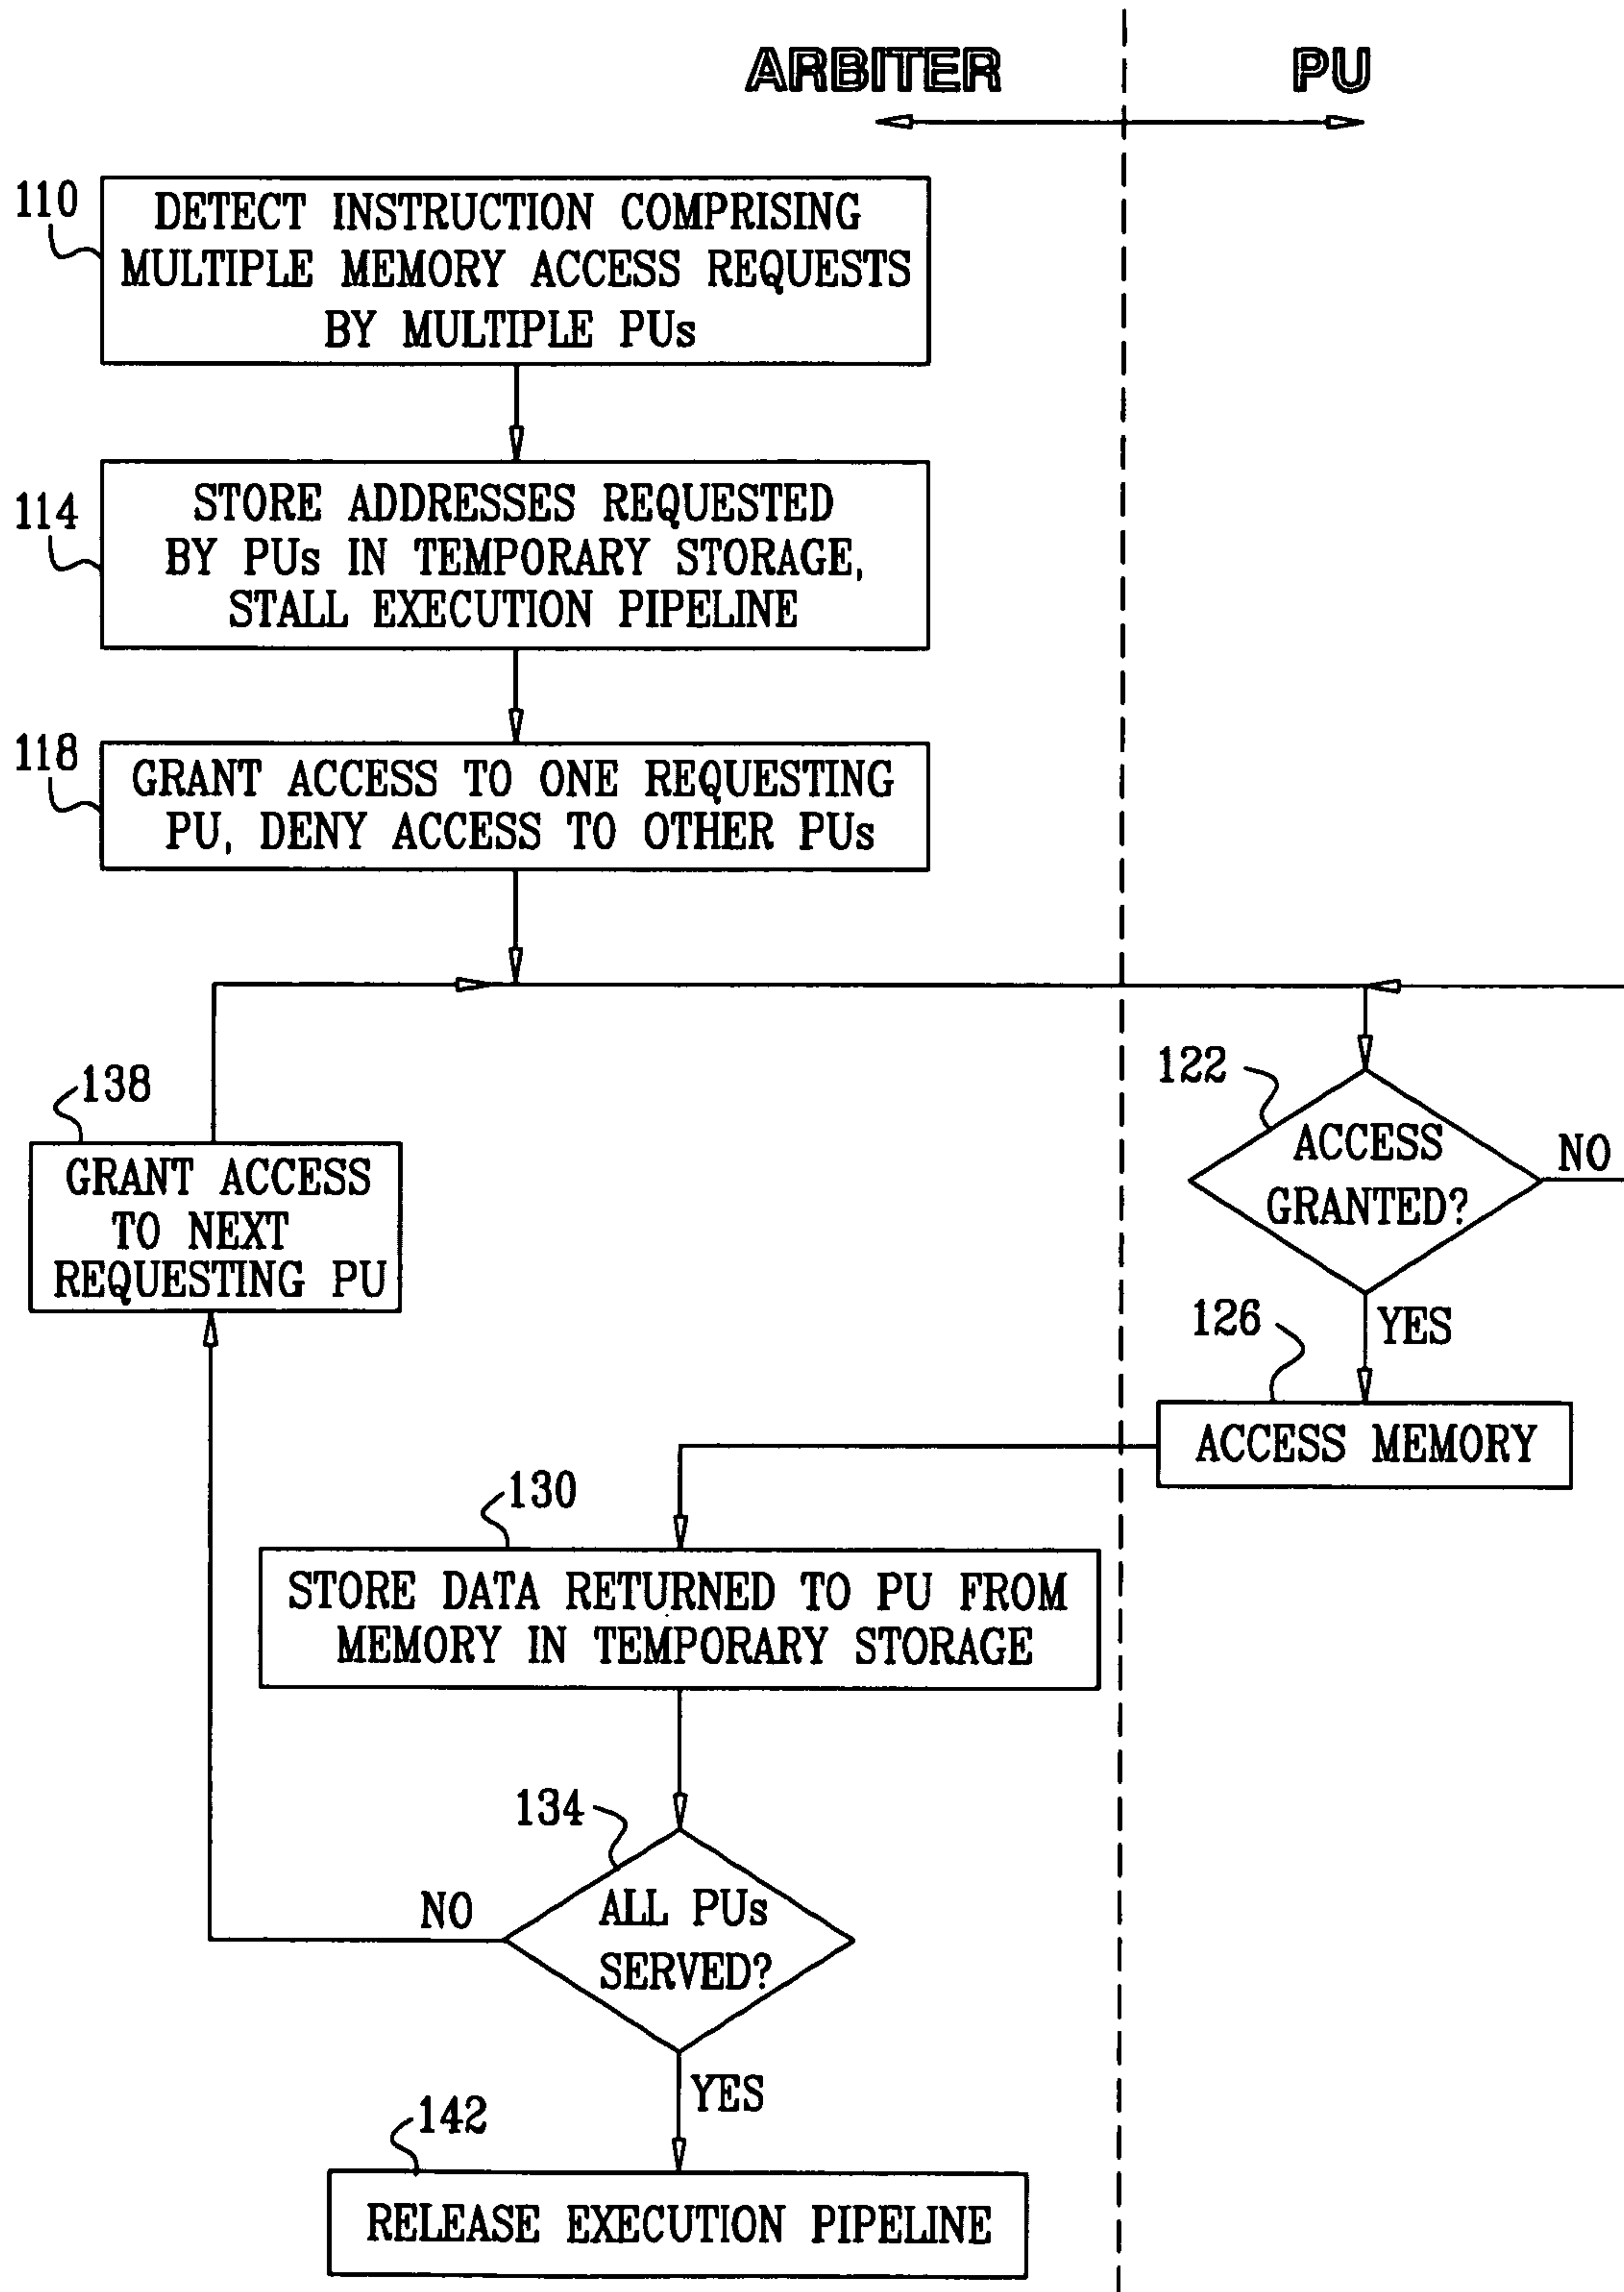 ARBITER
PU
110
DETECT INSTRUCTION COMPRISING
MULTIPLE MEMORY ACCESS REQUESTS
BY MULTIPLE PUs
114
STORE ADDRESSES REQUESTED
BY PUs IN TEMPORARY STORAGE,
STALL EXECUTION PIPELINE
118
GRANT ACCESS TO ONE REQUESTING
PU, DENY ACCESS TO OTHER PUs
122
ACCESS
GRANTED?
NO
138
GRANT ACCESS
TO NEXT
REQUESTING PU
YES
126
ACCESS MEMORY
130
STORE DATA RETURNED TO PU FROM
MEMORY IN TEMPORARY STORAGE
134
ALL PUs
SERVED?
NO
YES
142
RELEASE EXECUTION PIPELINE